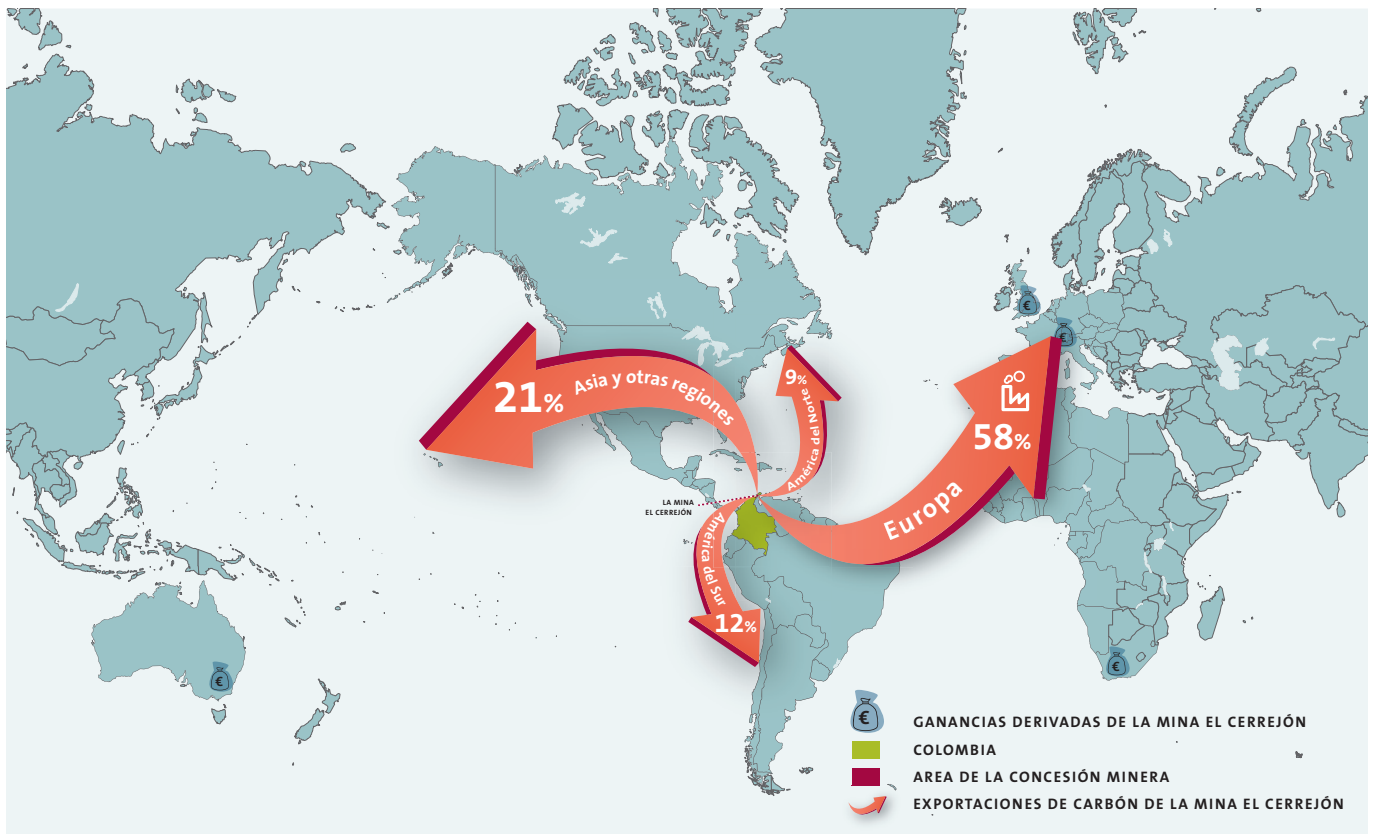 21% Asia y otras regiones
9% América del Norte
58%
Europa
LA MINA
EL CERREJÓN
América del Sur
12%
€
€
€
€
€ GANANCIAS DERIVADAS DE LA MINA EL CERREJÓN
COLOMBIA
AREA DE LA CONCESIÓN MINERA
EXPORTACIONES DE CARBÓN DE LA MINA EL CERREJÓN